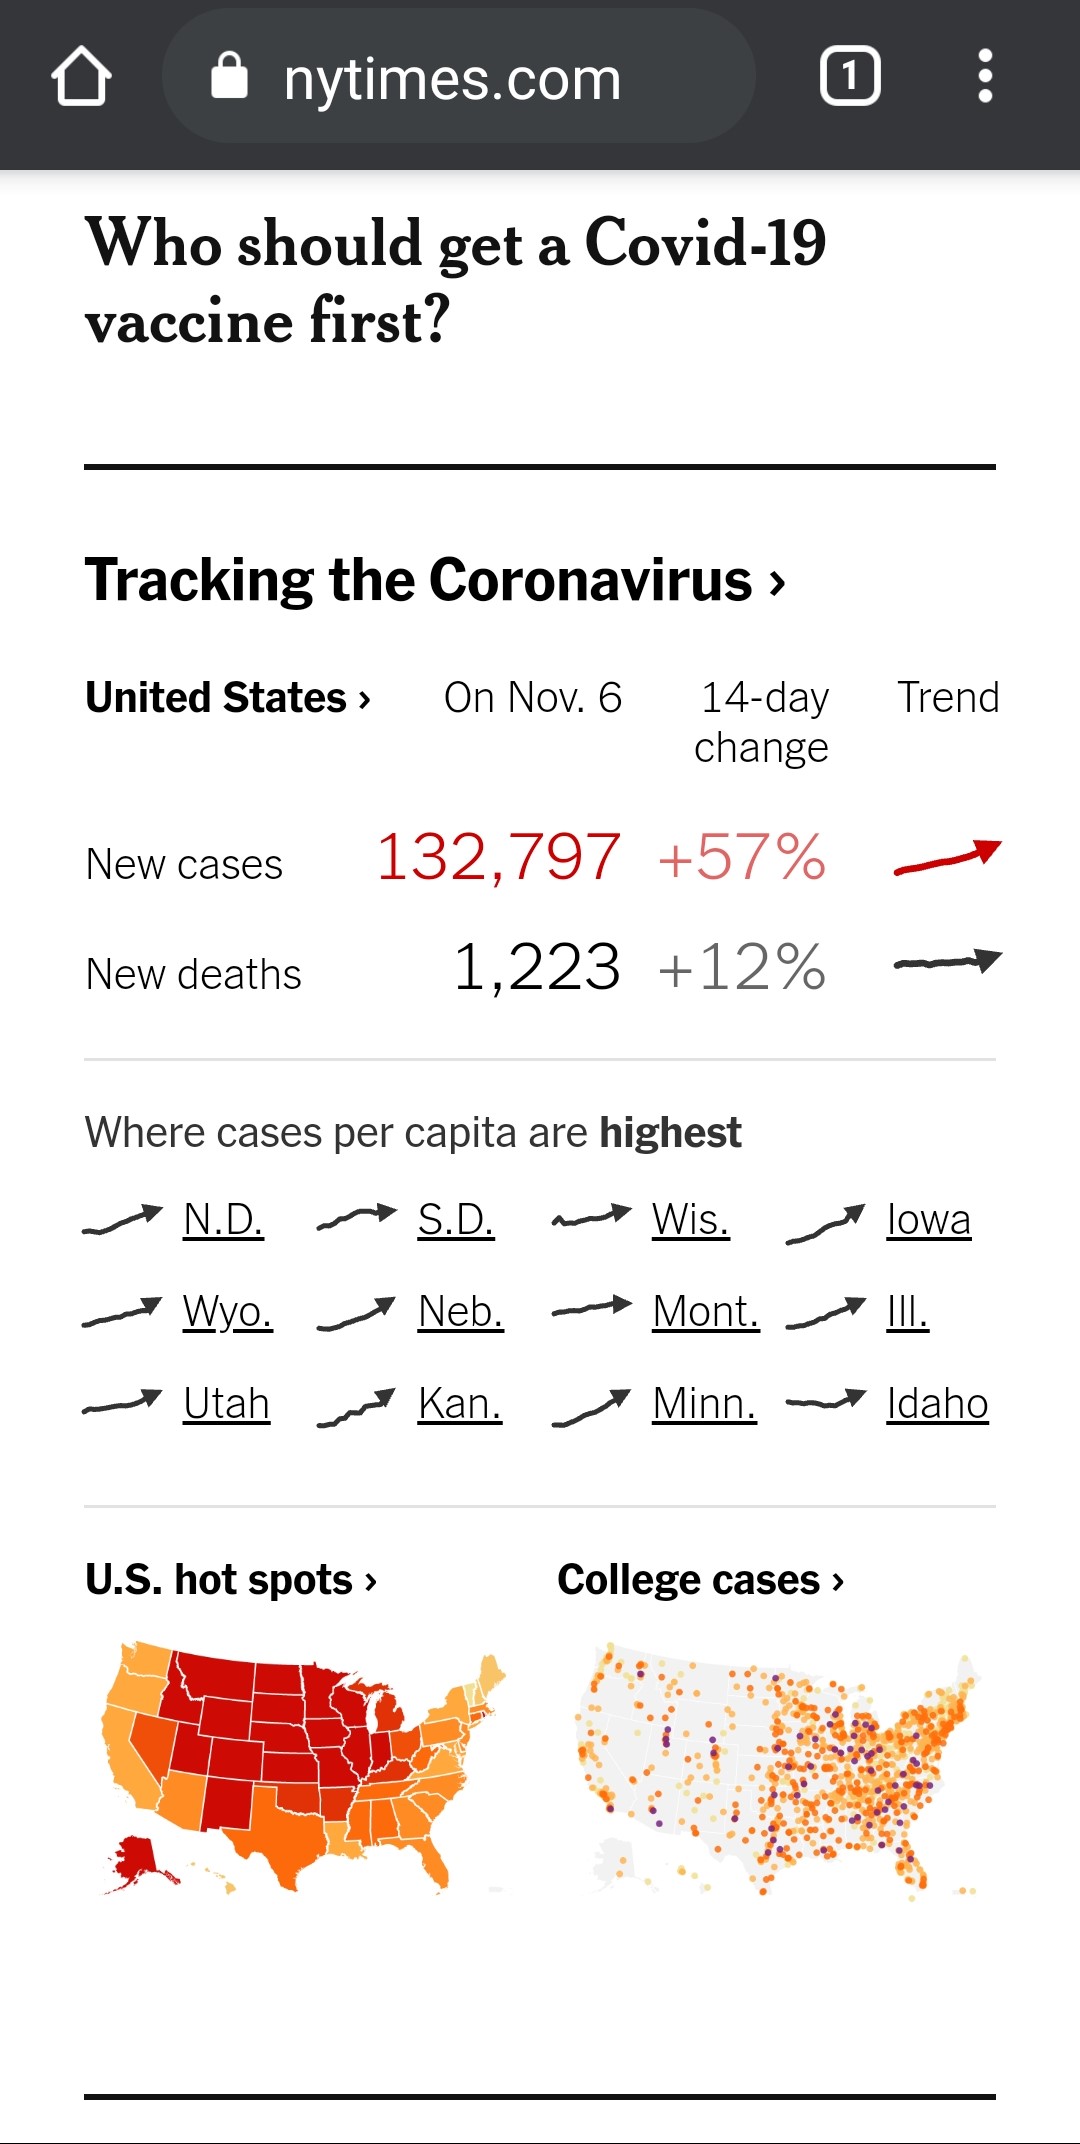 nytimes.com
1
Who should get a Covid-19
vaccine first?
Tracking the Coronavirus ›
United States › On Nov. 6 14-day change Trend
New cases 132,797 +57%
New deaths 1,223 +12%
Where cases per capita are highest
N.D. S.D. Wis. Iowa
Wyo. Neb. Mont. Ill.
Utah Kan. Minn. Idaho
U.S. hot spots › College cases ›